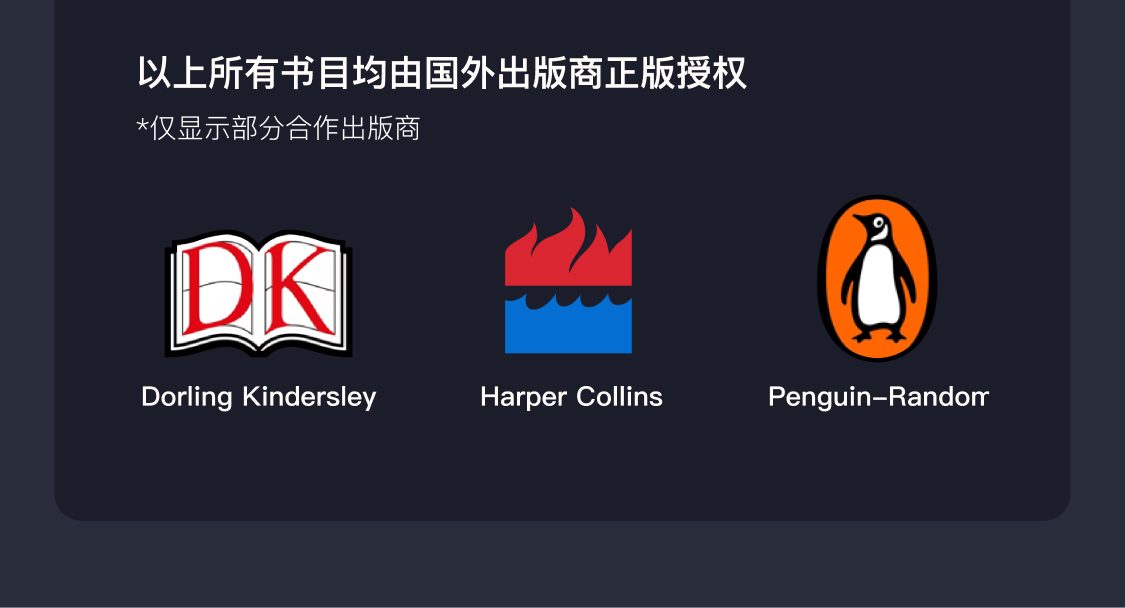 以上所有书目均由国外出版商正版授权
*仅显示部分合作出版商
DK
Dorling Kindersley
Harper Collins
Penguin-Random